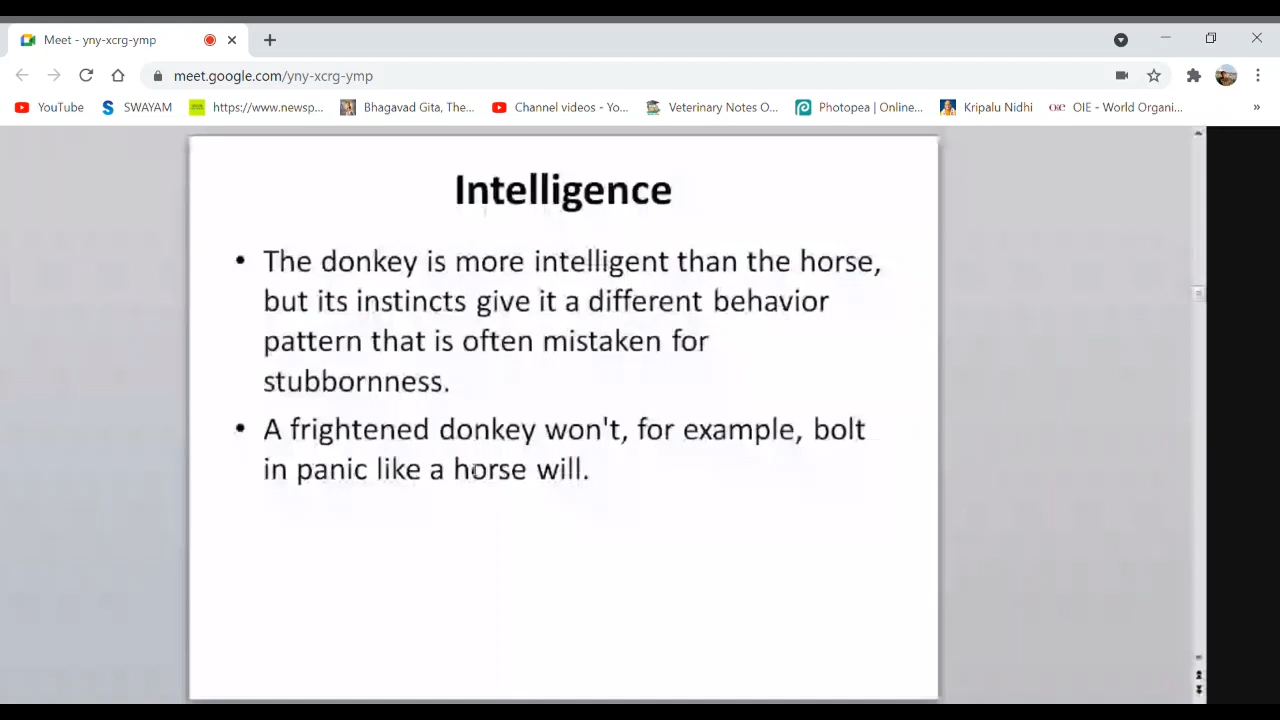 Meet - yny-xcrg-ymp
meet.google.com/yny-xcrg-ymp
YouTube
SWAYAM
https://www.newsp...
Bhagavad Gita, The...
Channel videos - Yo...
Veterinary Notes O...
Photopea | Online...
Kripalu Nidhi
OIE - World Organi...
»
Intelligence
• The donkey is more intelligent than the horse,
but its instincts give it a different behavior
pattern that is often mistaken for
stubbornness.
• A frightened donkey won't, for example, bolt
in panic like a horse will.